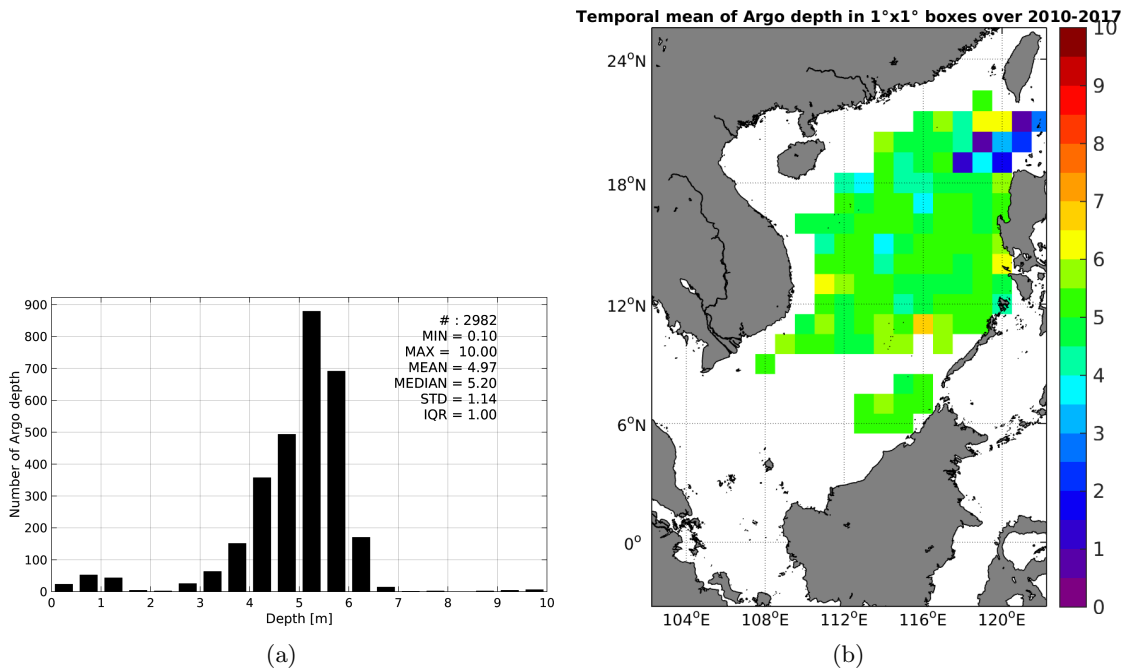 Temporal mean of Argo depth in 1°x1° boxes over 2010-2017
10
9
8
7
6
5
4
3
2
1
0
24°N
18°N
12°N
6°N
0°
104°E 108°E 112°E 116°E 120°E
900
800
700
600
500
400
300
200
100
0
Number of Argo depth
# : 2982
MIN = 0.10
MAX = 10.00
MEAN = 4.97
MEDIAN = 5.20
STD = 1.14
IQR = 1.00
0 1 2 3 4 5 6 7 8 9 10
Depth [m]
(a)
(b)